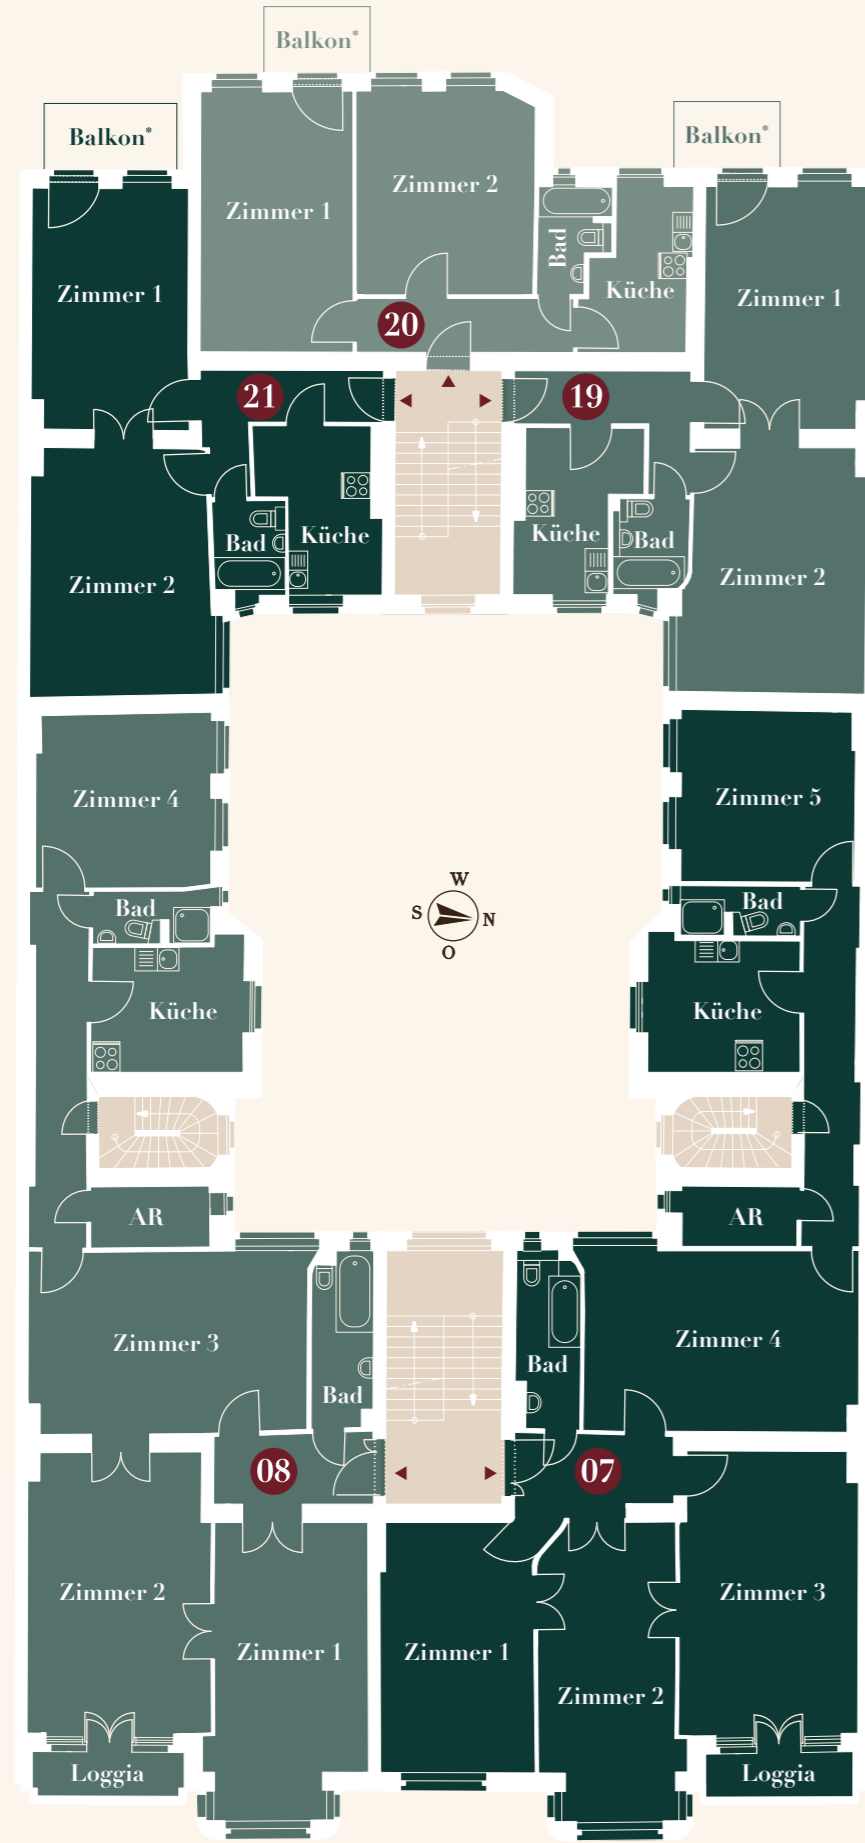 Balkon*
Balkon*
Balkon*
Zimmer 1
Zimmer 2
Bad
Küche
Zimmer 1
Zimmer 1
20
21
19
Bad
Küche
Küche
Bad
Zimmer 2
Zimmer 2
Zimmer 4
Zimmer 5
W
S
N
O
Bad
Bad
Küche
Küche
AR
AR
Zimmer 3
Bad
Bad
Zimmer 4
08
07
Zimmer 2
Zimmer 1
Zimmer 1
Zimmer 2
Zimmer 3
Loggia
Loggia